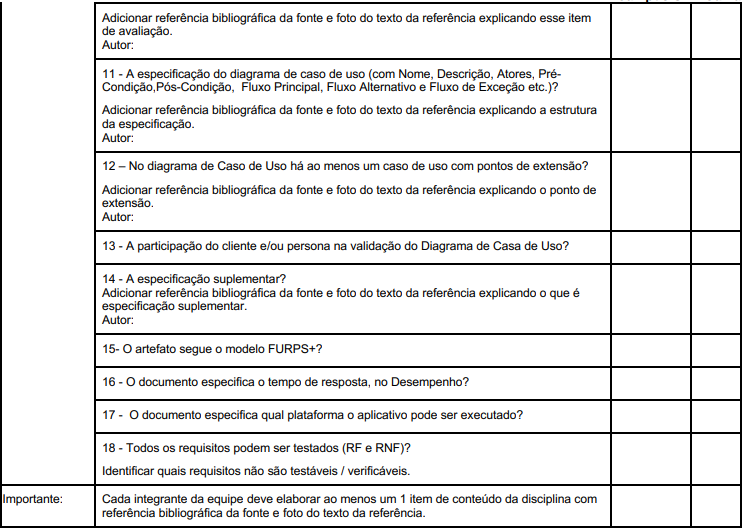 Adicionar referência bibliográfica da fonte e foto do texto da referência explicando esse item
de avaliação.
Autor:
11 - A especificação do diagrama de caso de uso (com Nome, Descrição, Atores, Pré-
Condição,Pós-Condição, Fluxo Principal, Fluxo Alternativo e Fluxo de Exceção etc.)?
Adicionar referência bibliográfica da fonte e foto do texto da referência explicando a estrutura
da especificação.
Autor:
12 – No diagrama de Caso de Uso há ao menos um caso de uso com pontos de extensão?
Adicionar referência bibliográfica da fonte e foto do texto da referência explicando o ponto de
extensão.
Autor:
13 - A participação do cliente e/ou persona na validação do Diagrama de Casa de Uso?
14 - A especificação suplementar?
Adicionar referência bibliográfica da fonte e foto do texto da referência explicando o que é
especificação suplementar.
Autor:
15- O artefato segue o modelo FURPS+?
16 - O documento especifica o tempo de resposta, no Desempenho?
17 - O documento especifica qual plataforma o aplicativo pode ser executado?
18 - Todos os requisitos podem ser testados (RF e RNF)?
Identificar quais requisitos não são testáveis / verificáveis.
Importante:
Cada integrante da equipe deve elaborar ao menos um 1 item de conteúdo da disciplina com
referência bibliográfica da fonte e foto do texto da referência.